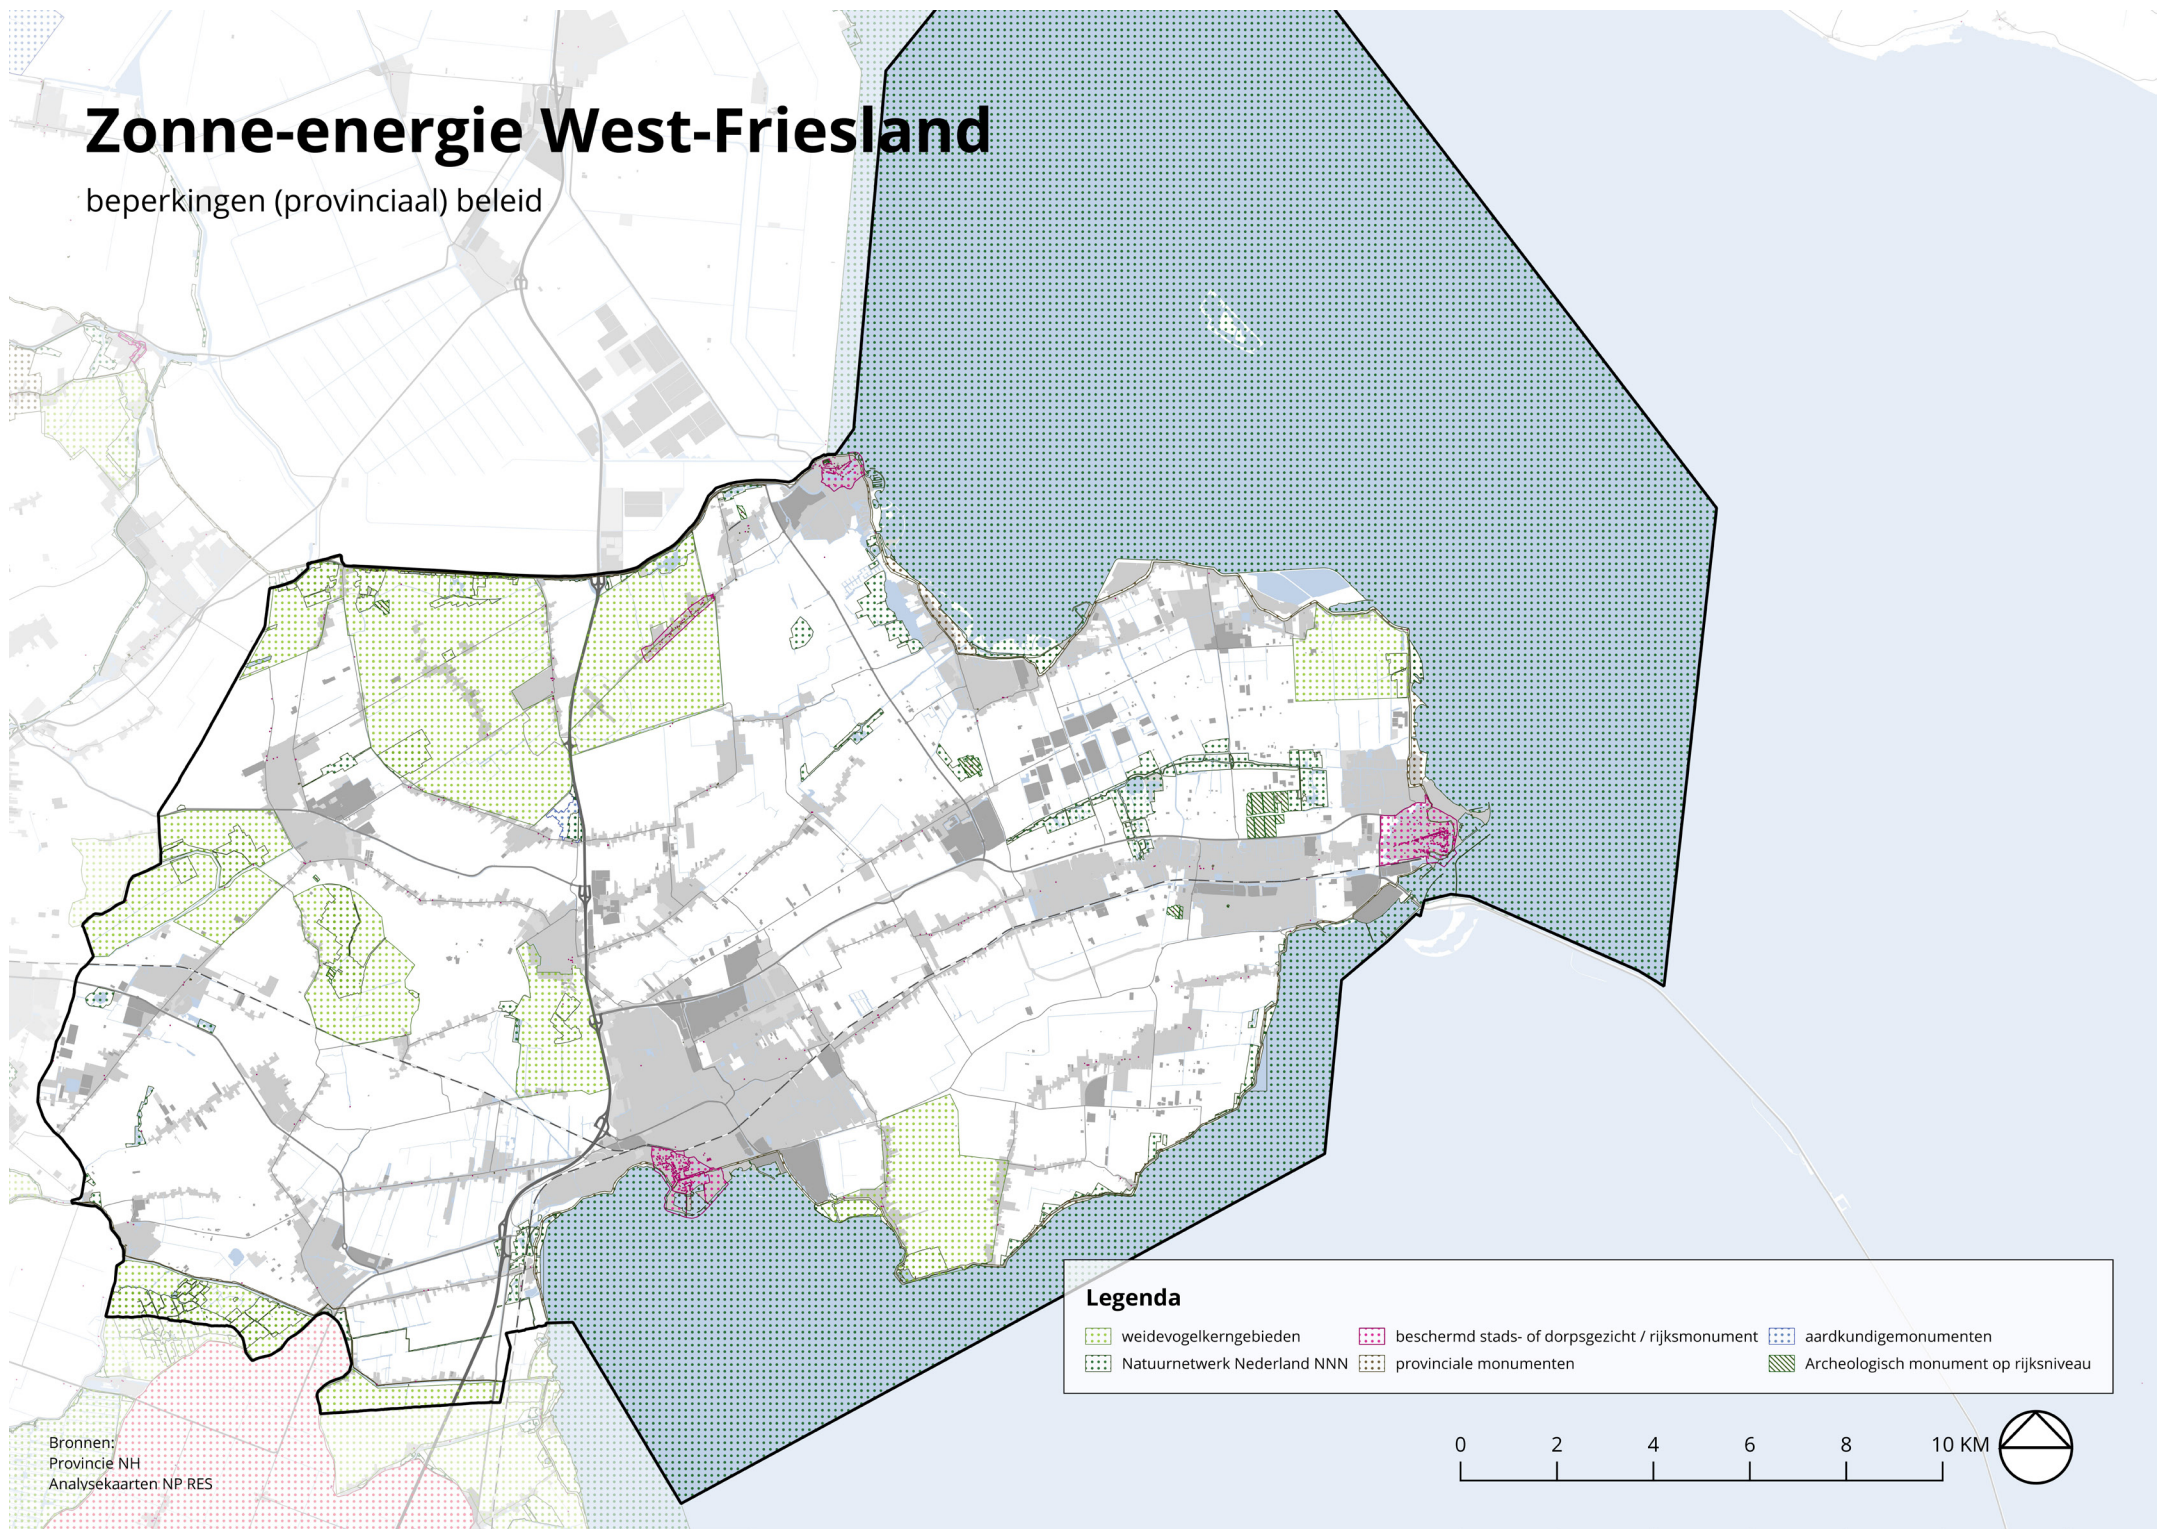 Zonne-energie West-Friesland
beperkingen (provinciaal) beleid
Legenda
weidevogelkerngebieden
beschermd stads- of dorpsgezicht / rijksmonument
aardkundigemonumenten
Natuurnetwerk Nederland NNN
provinciale monumenten
Archeologisch monument op rijksniveau
0 2 4 6 8 10 KM
Bronnen:
Provincie NH
Analysekaarten NP RES